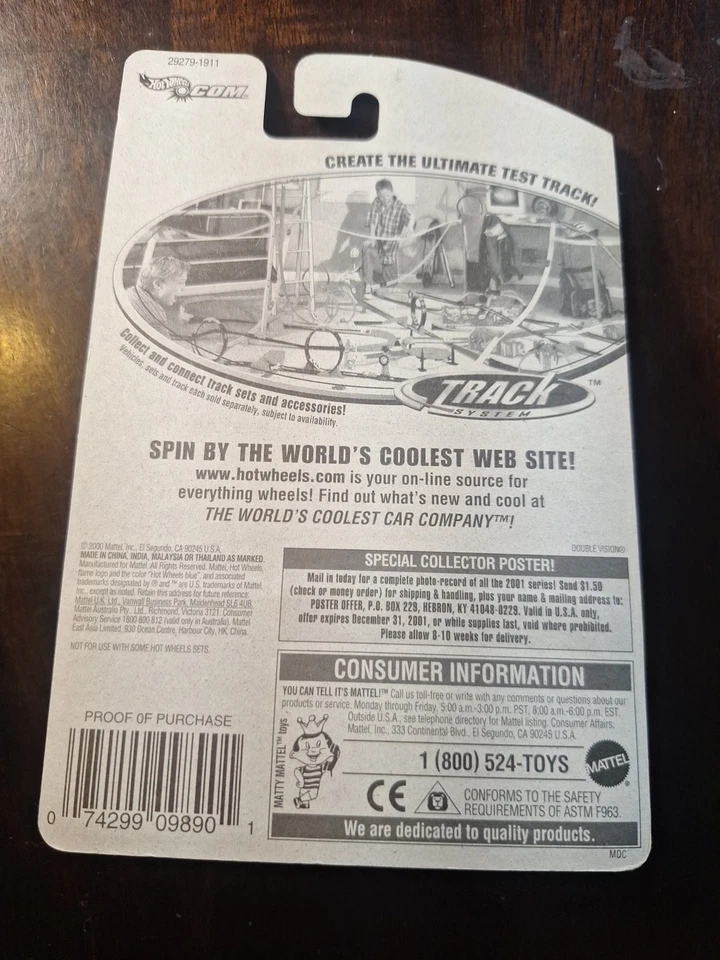 29279-1911
HOT WHEELS
.COM™
CREATE THE ULTIMATE TEST TRACK!
Collect and connect track sets and accessories!
Vehicles, sets and track each sold separately, subject to availability.
TRACK™
SYSTEM
SPIN BY THE WORLD'S COOLEST WEB SITE!
www.hotwheels.com is your on-line source for
everything wheels! Find out what's new and cool at
THE WORLD'S COOLEST CAR COMPANY™!
© 2000 Mattel, Inc., El Segundo, CA 90245 U.S.A.
MADE IN CHINA, INDIA, MALAYSIA OR THAILAND AS MARKED.
Manufactured for Mattel. All Rights Reserved. Mattel, Hot Wheels,
flame logo and the color "Hot Wheels blue", and associated
trademarks designated by ® and ™ are U.S. trademarks of Mattel,
Inc., except as noted. Retain this address for future reference:
Mattel U.K. Ltd., Vanwall Business Park, Maidenhead SL6 4UB.
Mattel Australia Pty., Ltd., Richmond, Victoria 3121. Consumer
Advisory Service 1800 800 812 (valid only in Australia). Mattel
East Asia Limited, 930 Ocean Centre, Harbour City, HK, China.
NOT FOR USE WITH SOME HOT WHEELS SETS.
DOUBLE VISION®
SPECIAL COLLECTOR POSTER!
Mail in today for a complete photo-record of all the 2001 series! Send $1.50
(check or money order) for shipping & handling, plus your name & mailing address to:
POSTER OFFER, P.O. BOX 229, HEBRON, KY 41048-0229. Valid in U.S.A. only,
offer expires December 31, 2001, or while supplies last, void where prohibited.
Please allow 8-10 weeks for delivery.
CONSUMER INFORMATION
YOU CAN TELL IT'S MATTEL!™ Call us toll-free or write with any comments or questions about our
products or service. Monday through Friday, 5:00 a.m.-3:00 p.m. PST, 8:00 a.m.-6:00 p.m. EST.
Outside U.S.A., see telephone directory for Mattel listing. Consumer Affairs,
Mattel, Inc., 333 Continental Blvd., El Segundo, CA 90245 U.S.A.
MATTY MATTEL™ toys
1 (800) 524-TOYS
MATTEL
CE
CONFORMS TO THE SAFETY
REQUIREMENTS OF ASTM F963.
We are dedicated to quality products.
MDC
PROOF OF PURCHASE
0 74299 09890 1